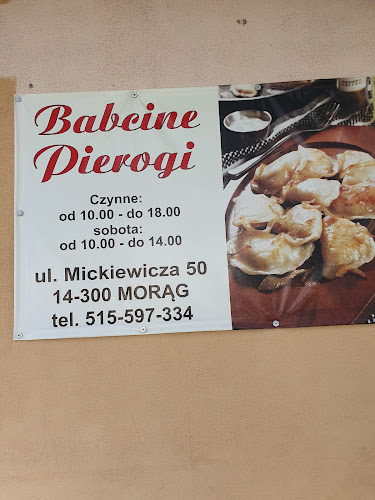 Babcine
Pierogi
Czynne:
od 10.00 - do 18.00
sobota:
od 10.00 - do 14.00
ul. Mickiewicza 50
14-300 MORĄG
tel. 515-597-334